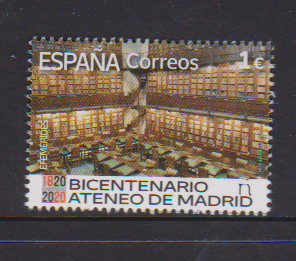 ESPAÑA Correos 1€
EFEMÉRIDES
1820 BICENTENARIO
2020 ATENEO DE MADRID
n